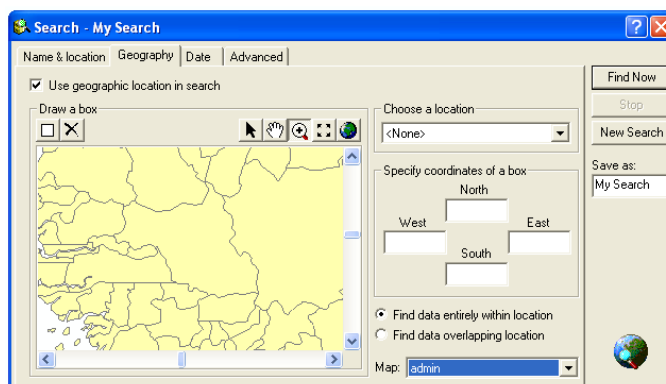 Search - My Search
Name & location Geography Date Advanced
Use geographic location in search
Draw a box
Choose a location
<None>
Specify coordinates of a box
North
West East
South
Find data entirely within location
Find data overlapping location
Map: admin
Find Now
Stop
New Search
Save as:
My Search